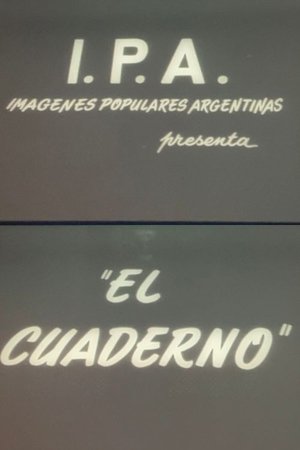 I.P.A.
IMAGENES POPULARES ARGENTINAS
presenta
"EL
CUADERNO"